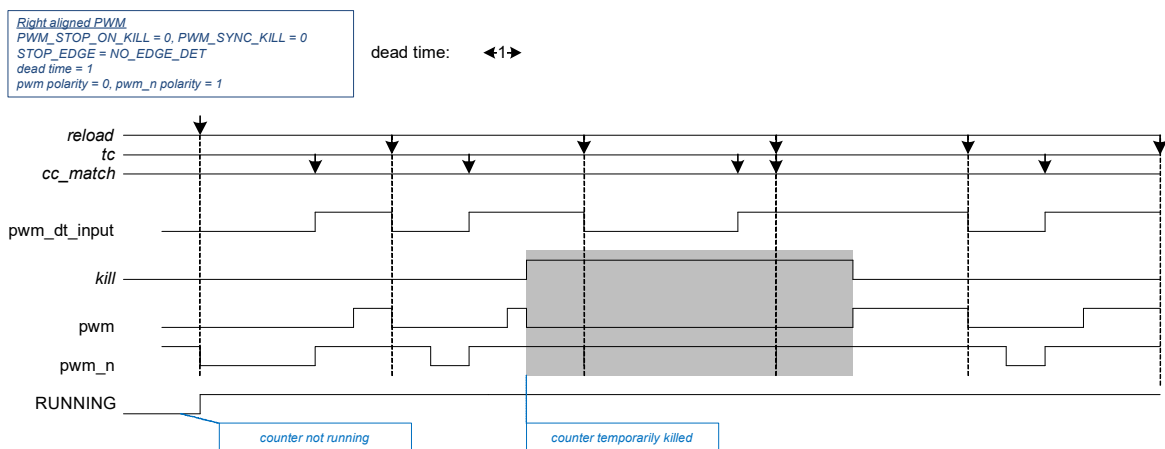 Right aligned PWM
PWM_STOP_ON_KILL = 0, PWM_SYNC_KILL = 0
STOP_EDGE = NO_EDGE_DET
dead time = 1
pwm polarity = 0, pwm_n polarity = 1
dead time: 1
reload
tc
cc_match
pwm_dt_input
kill
pwm
pwm_n
RUNNING
counter not running
counter temporarily killed